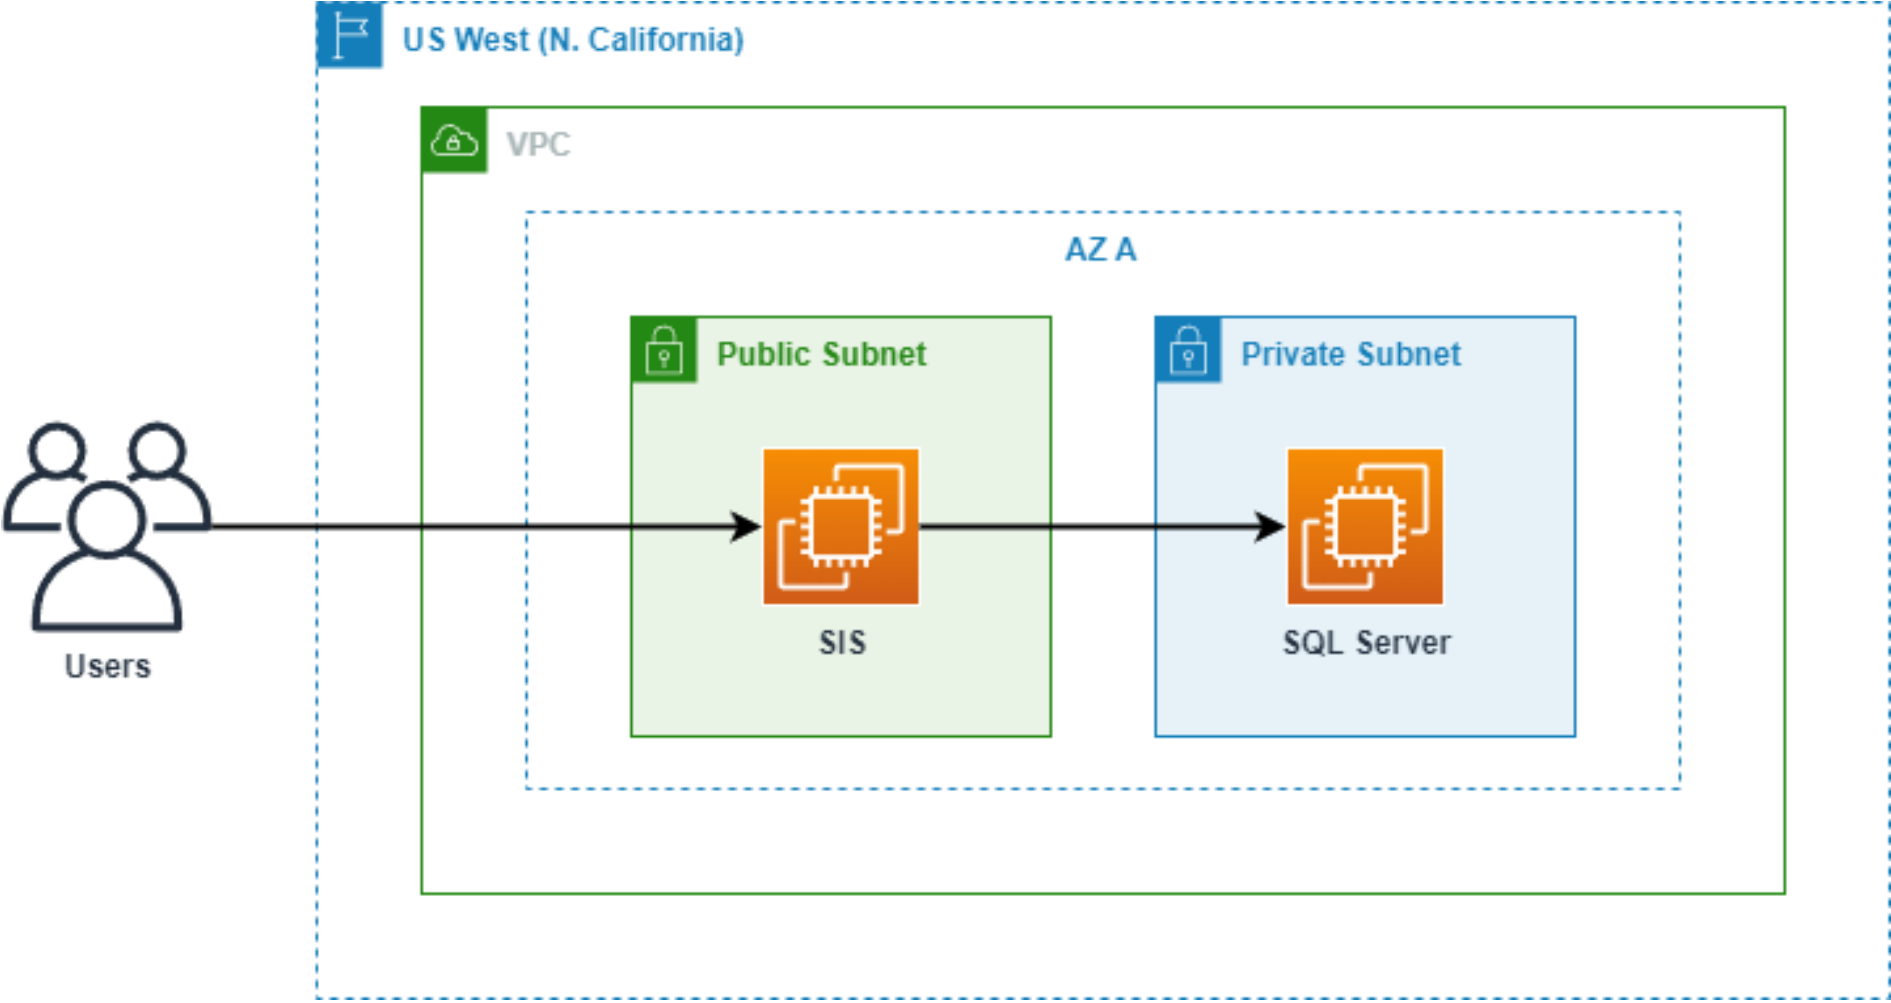 US West (N. California)
VPC
AZ A
Public Subnet
Private Subnet
SIS
SQL Server
Users